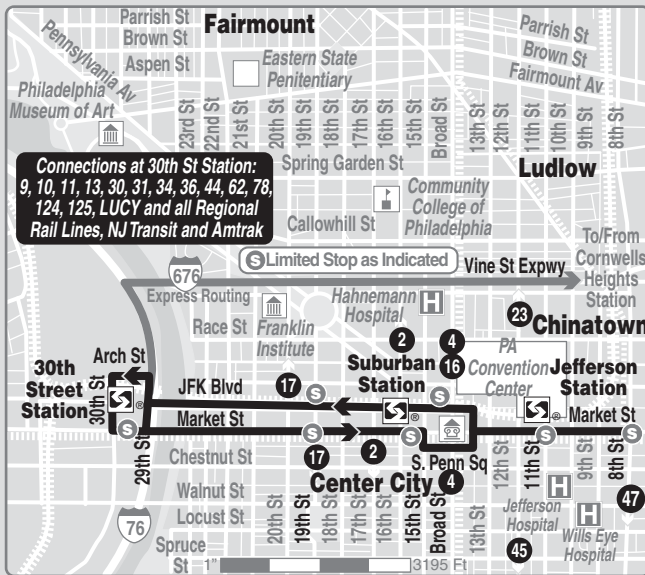 Parrish St
Brown St
Aspen St
Fairmount
Pennsylvania Av
Eastern State
Penitentiary
Parrish St
Brown St
Fairmount Av
Philadelphia
Museum of Art
23rd St
22nd St
21st St
20th St
19th St
18th St
17th St
16th St
15th St
Broad St
13th St
12th St
11th St
10th St
9th St
8th St
Connections at 30th St Station:
9, 10, 11, 13, 30, 31, 34, 36, 44, 62, 78,
124, 125, LUCY and all Regional
Rail Lines, NJ Transit and Amtrak
Spring Garden St
Ludlow
Community
College of
Philadelphia
Callowhill St
To/From
Cornwells
Heights
Station
S Limited Stop as Indicated
Vine St Expwy
676
Express Routing
Race St
Franklin
Institute
Hahnemann
Hospital
H
23
Chinatown
2
4
16
PA
Convention
Center
Suburban
Station
Jefferson
Station
30th
Street
Station
Arch St
30th St
JFK Blvd
17
S
S
®
®
®
Market St
Market St
S
S
S
S
S
29th St
17
2
Chestnut St
S. Penn Sq
Center City
4
12th St
11th St
9th St
8th St
Walnut St
Locust St
Jefferson
Hospital
H
H
47
76
Spruce
St
20th St
19th St
18th St
17th St
16th St
15th St
Broad St
13th St
45
Wills Eye
Hospital
1"
3195 Ft